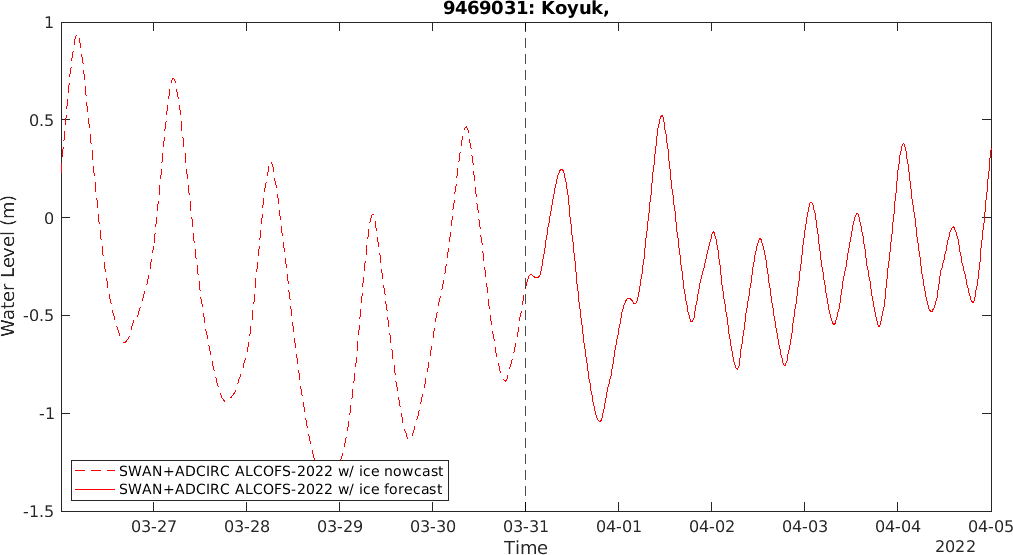 9469031: Koyuk,
Water Level (m)
1
0.5
0
-0.5
-1
-1.5
SWAN+ADCIRC ALCOFS-2022 w/ ice nowcast
SWAN+ADCIRC ALCOFS-2022 w/ ice forecast
03-27 03-28 03-29 03-30 03-31 04-01 04-02 04-03 04-04 04-05
Time
2022